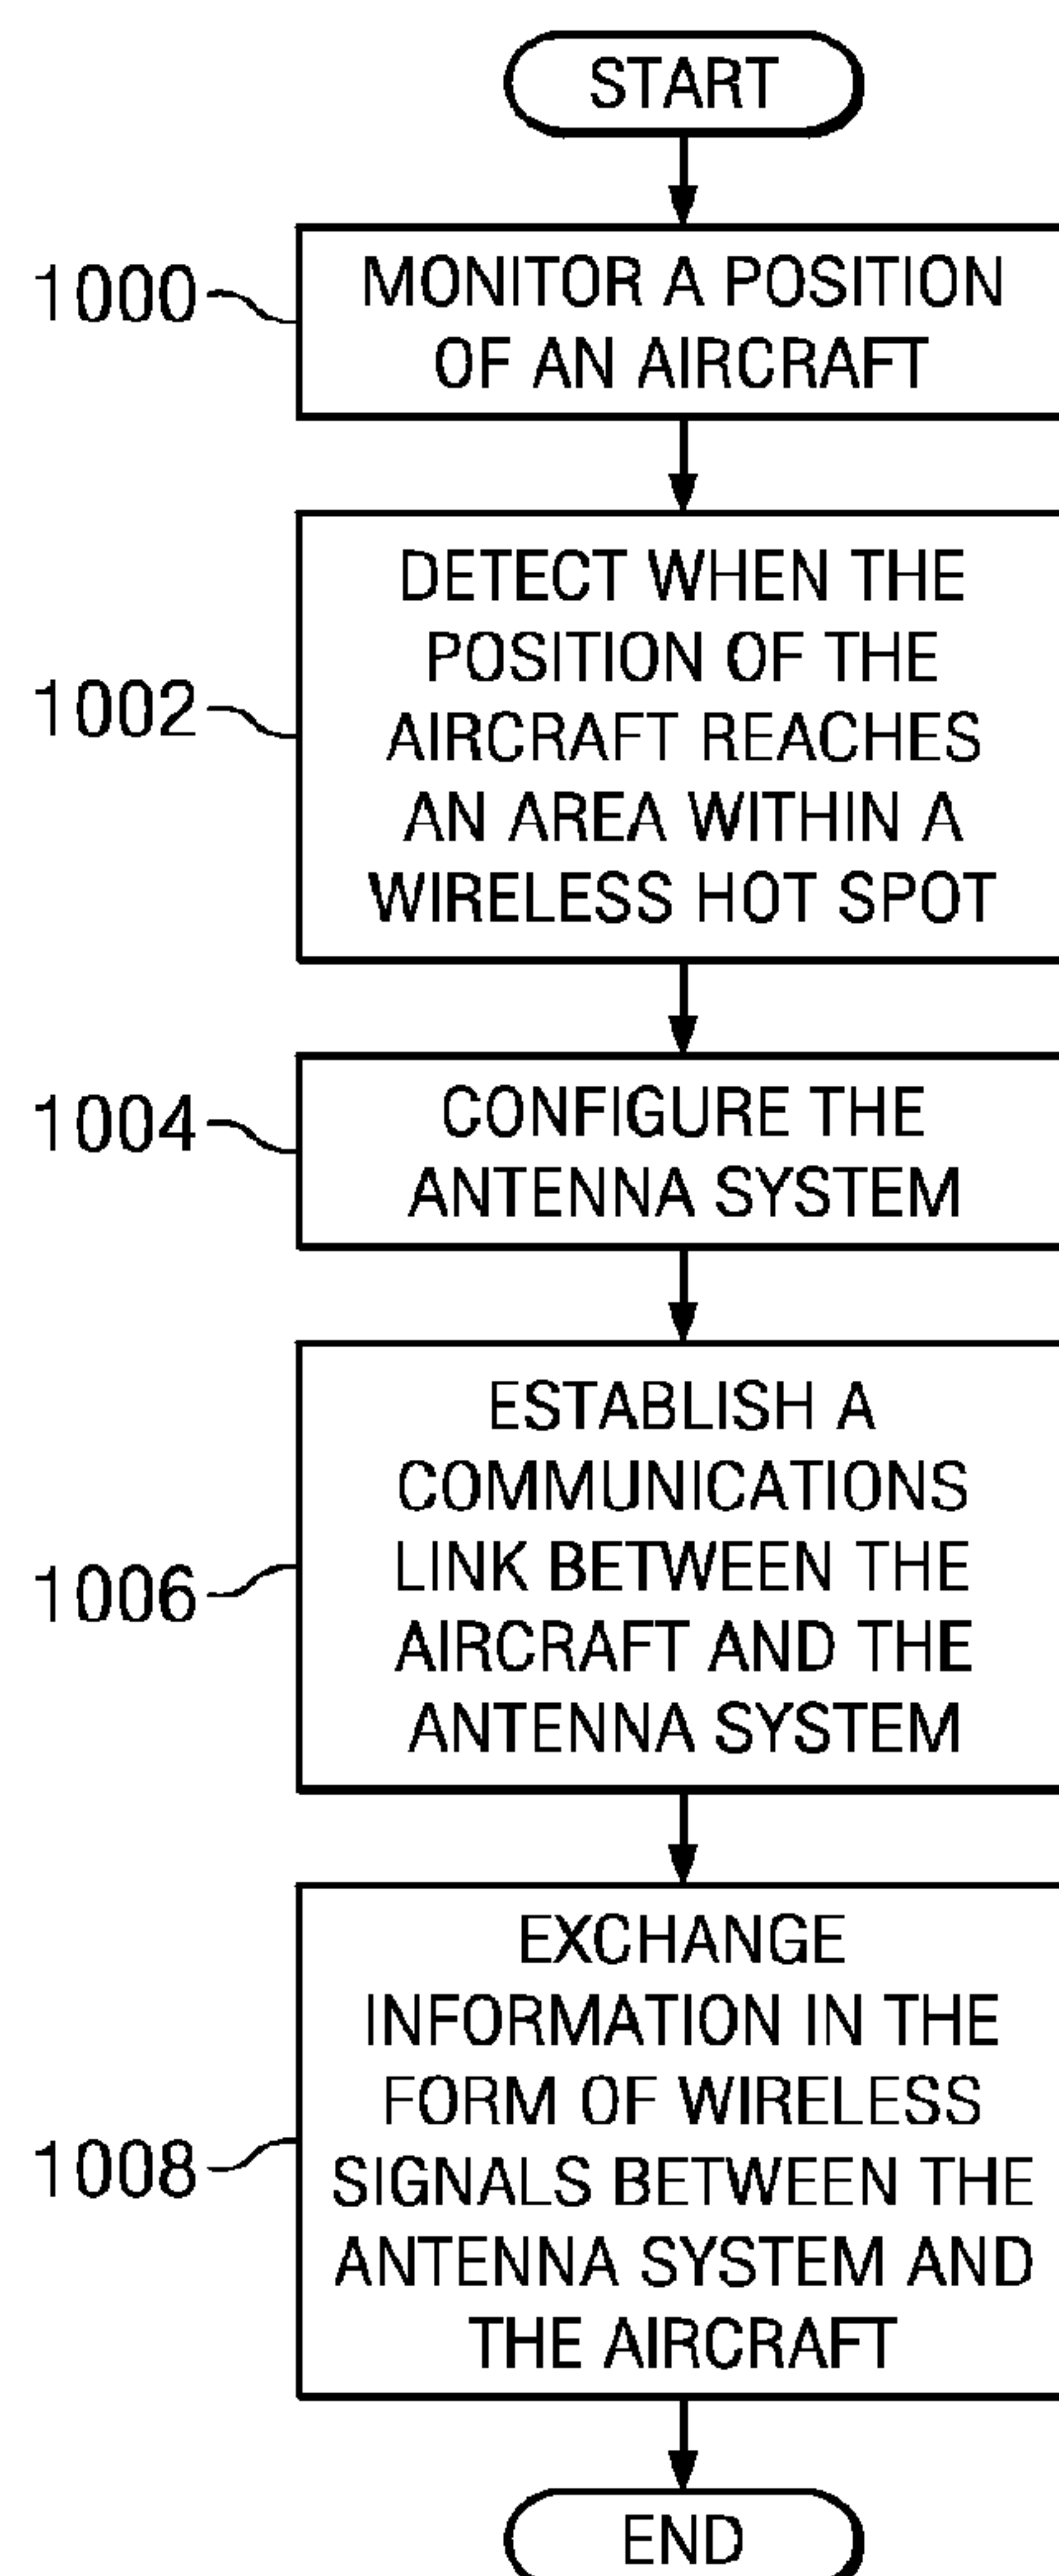 START
1000
MONITOR A POSITION
OF AN AIRCRAFT
1002
DETECT WHEN THE
POSITION OF THE
AIRCRAFT REACHES
AN AREA WITHIN A
WIRELESS HOT SPOT
1004
CONFIGURE THE
ANTENNA SYSTEM
1006
ESTABLISH A
COMMUNICATIONS
LINK BETWEEN THE
AIRCRAFT AND THE
ANTENNA SYSTEM
1008
EXCHANGE
INFORMATION IN THE
FORM OF WIRELESS
SIGNALS BETWEEN THE
ANTENNA SYSTEM AND
THE AIRCRAFT
END